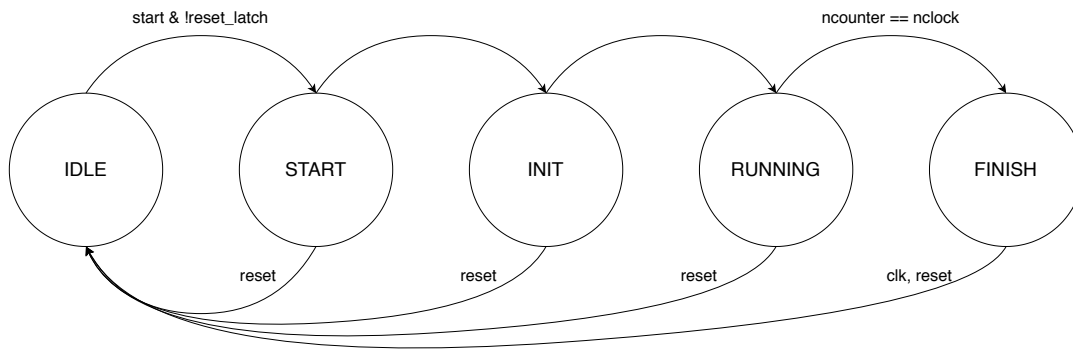 start & !reset_latch
ncounter == nclock
IDLE
START
INIT
RUNNING
FINISH
reset
reset
reset
clk, reset